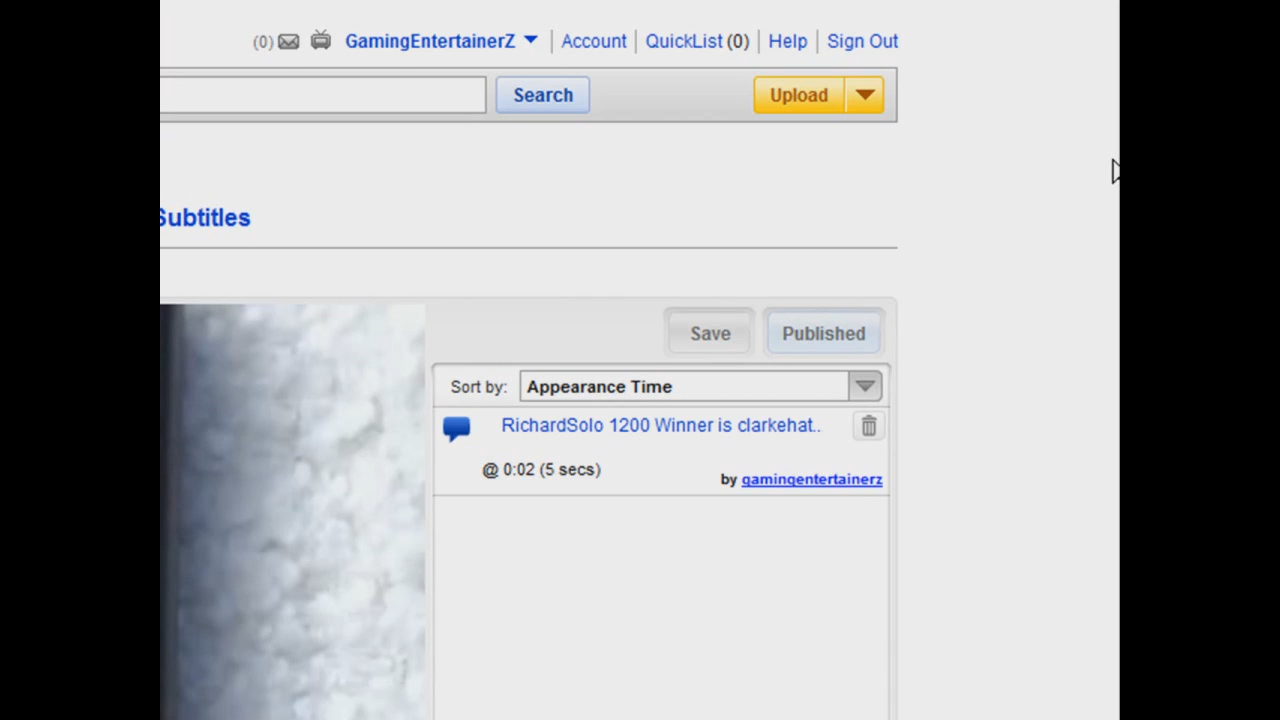 (0) GamingEntertainerZ Account QuickList (0) Help Sign Out
Search Upload
Subtitles
Save Published
Sort by: Appearance Time
RichardSolo 1200 Winner is clarkehat..
@ 0:02 (5 secs)
by gamingentertainerz